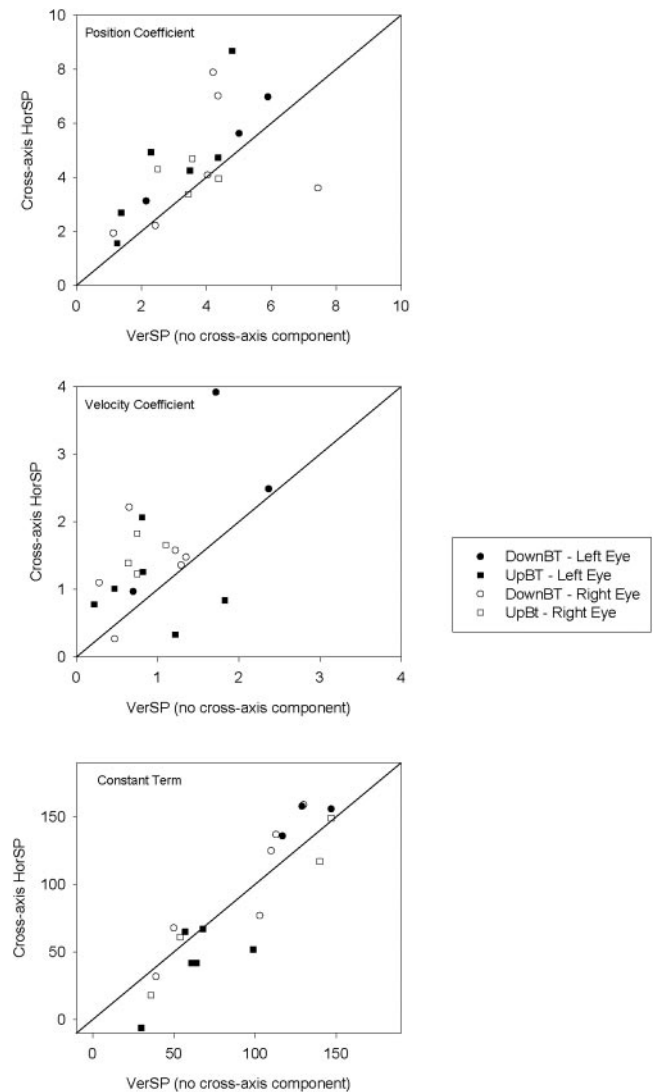 10
Position Coefficient
8
6
4
2
0
Cross-axis HorSP
0 2 4 6 8 10
VerSP (no cross-axis component)
4
Velocity Coefficient
3
2
1
0
Cross-axis HorSP
0 1 2 3 4
VerSP (no cross-axis component)
DownBT - Left Eye
UpBT - Left Eye
DownBT - Right Eye
UpBt - Right Eye
Constant Term
150
100
50
0
Cross-axis HorSP
0 50 100 150
VerSP (no cross-axis component)